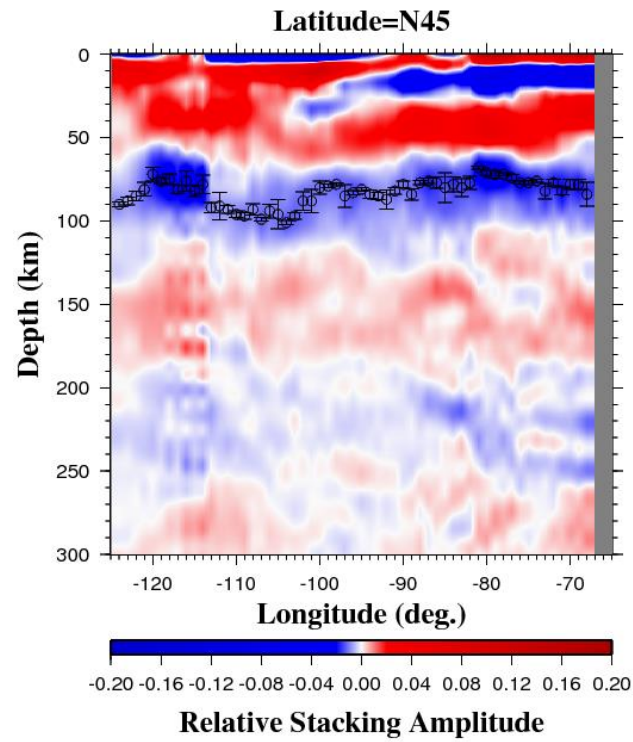 Latitude=N45
0
50
100
150
200
250
300
Depth (km)
-120 -110 -100 -90 -80 -70
Longitude (deg.)
-0.20 -0.16 -0.12 -0.08 -0.04 0.00 0.04 0.08 0.12 0.16 0.20
Relative Stacking Amplitude